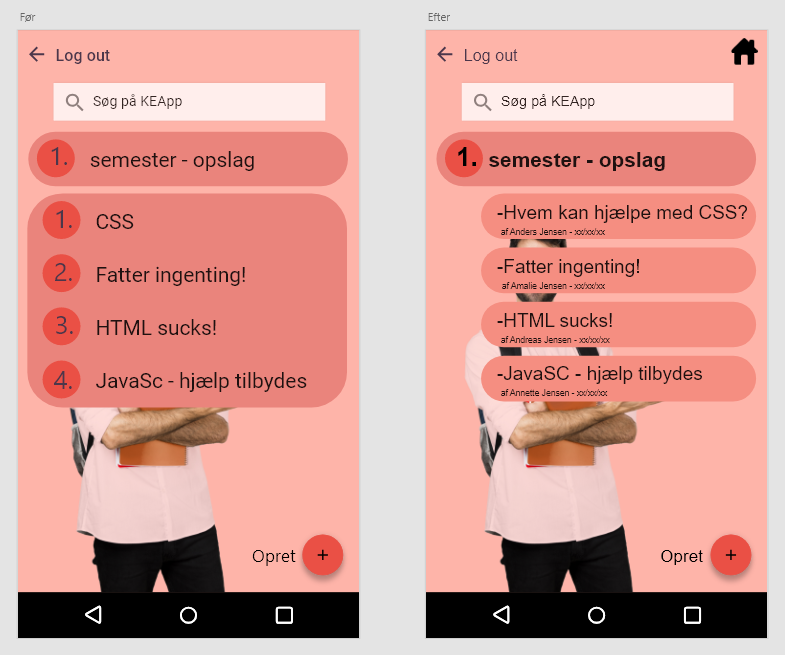 Før
Log out
Søg på KEApp
1. semester - opslag
1. CSS
2. Fatter ingenting!
3. HTML sucks!
4. JavaSc - hjælp tilbydes
Opret +
Efter
Log out
Søg på KEApp
1. semester - opslag
-Hvem kan hjælpe med CSS?
af Anders Jensen - xx/xx/xx
-Fatter ingenting!
af Amalie Jensen - xx/xx/xx
-HTML sucks!
af Andreas Jensen - xx/xx/xx
-JavaSC - hjælp tilbydes
af Annette Jensen - xx/xx/xx
Opret +